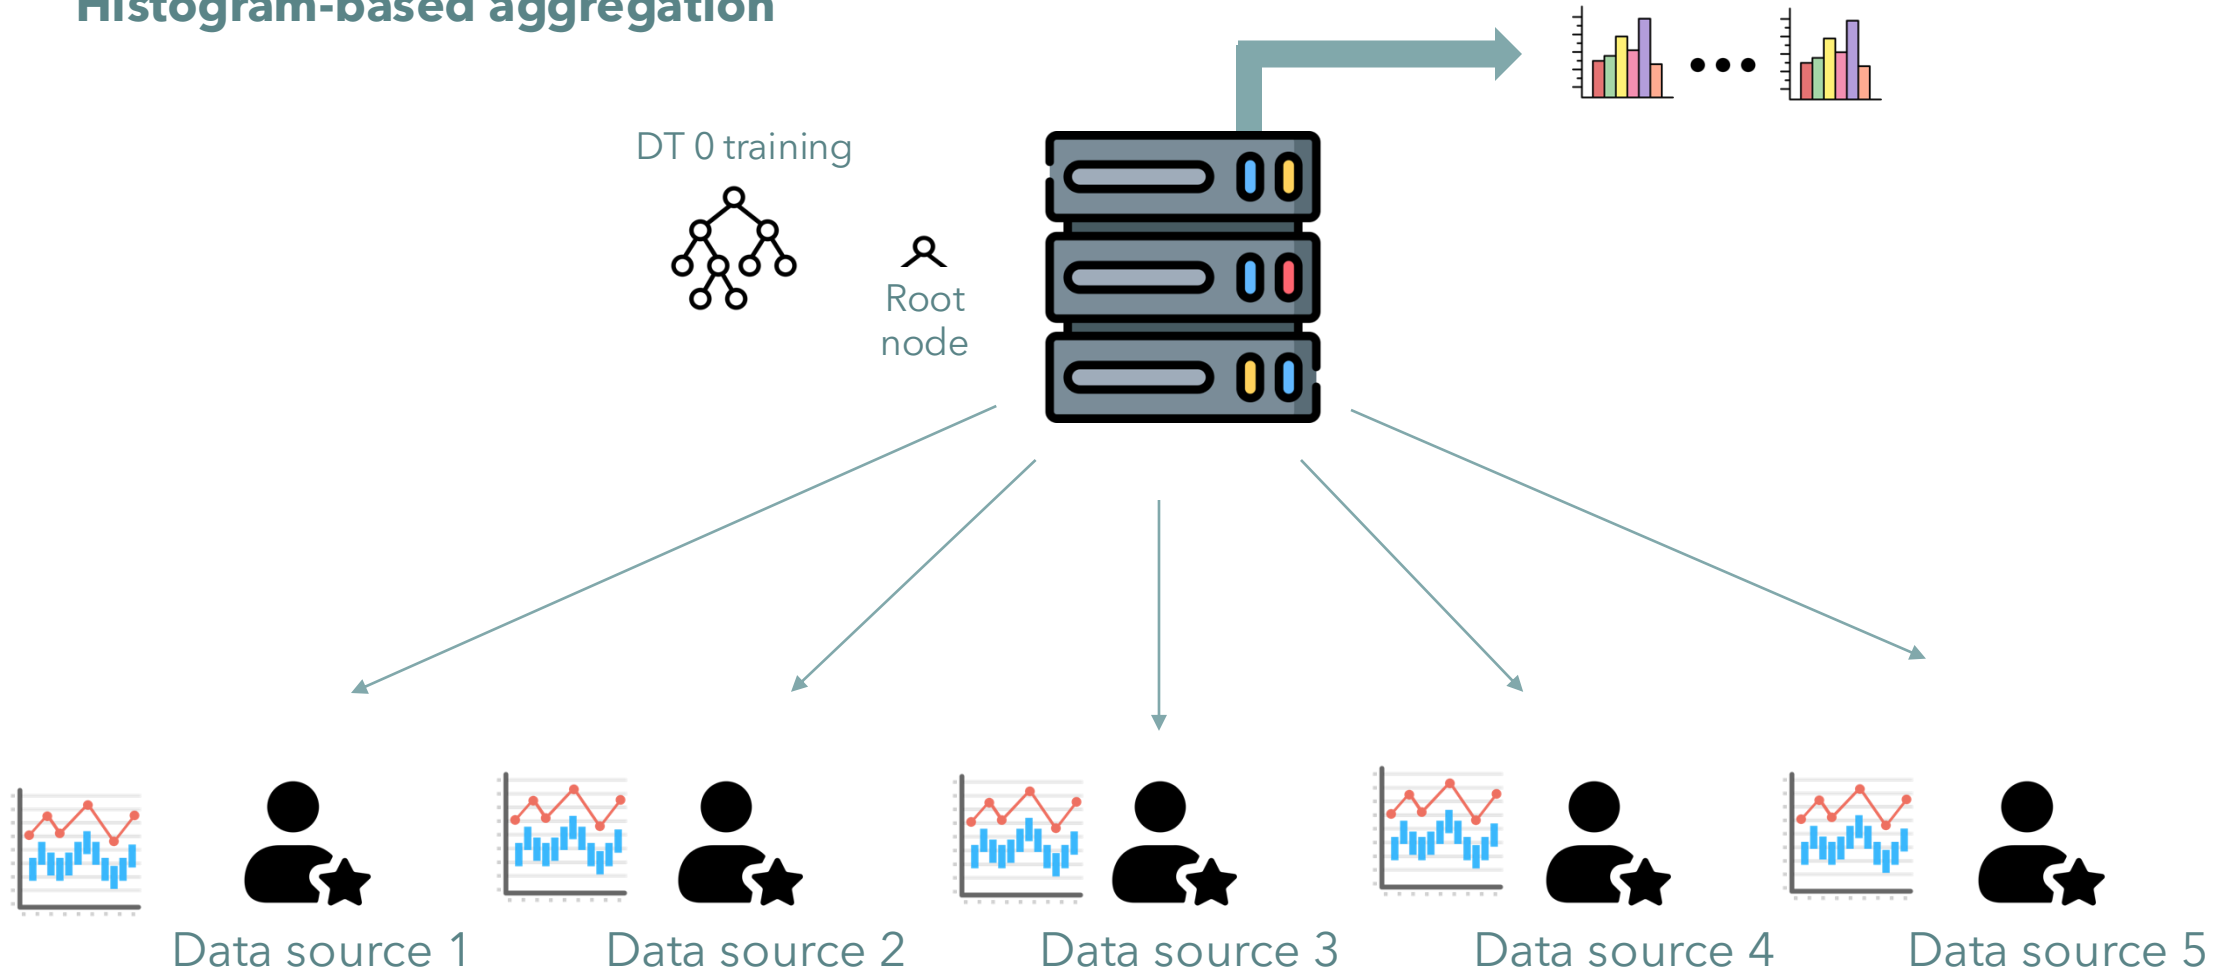 Histogram-based aggregation
DT 0 training
Root
node
Data source 1
Data source 2
Data source 3
Data source 4
Data source 5